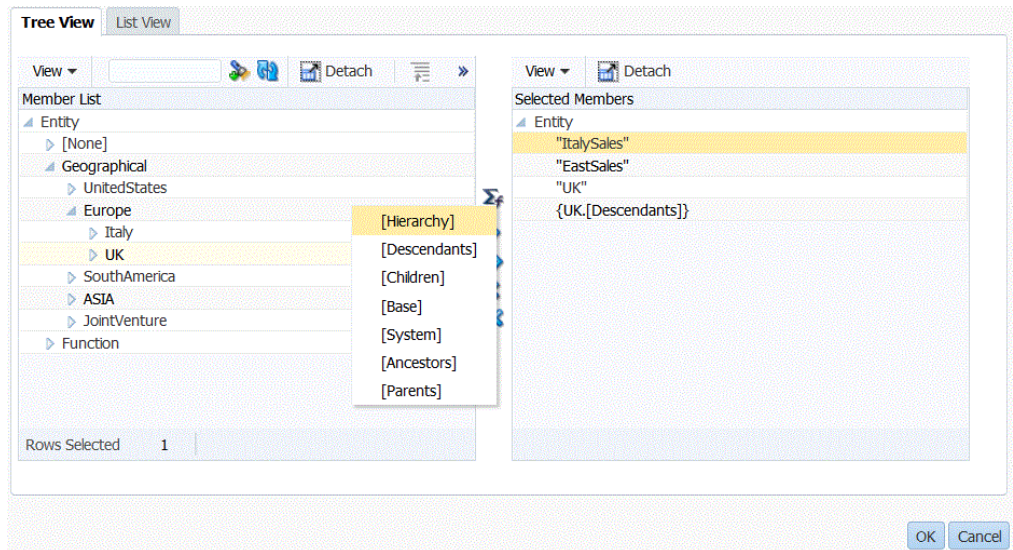 Tree View List View
View Detach » View Detach
Member List Selected Members
Entity Entity
[None] "ItalySales"
Geographical "EastSales"
UnitedStates "UK"
Europe [Hierarchy] {UK.[Descendants]}
Italy [Descendants]
UK
SouthAmerica [Children]
ASIA [Base]
JointVenture [System]
Function [Ancestors]
[Parents]
Rows Selected 1
OK Cancel